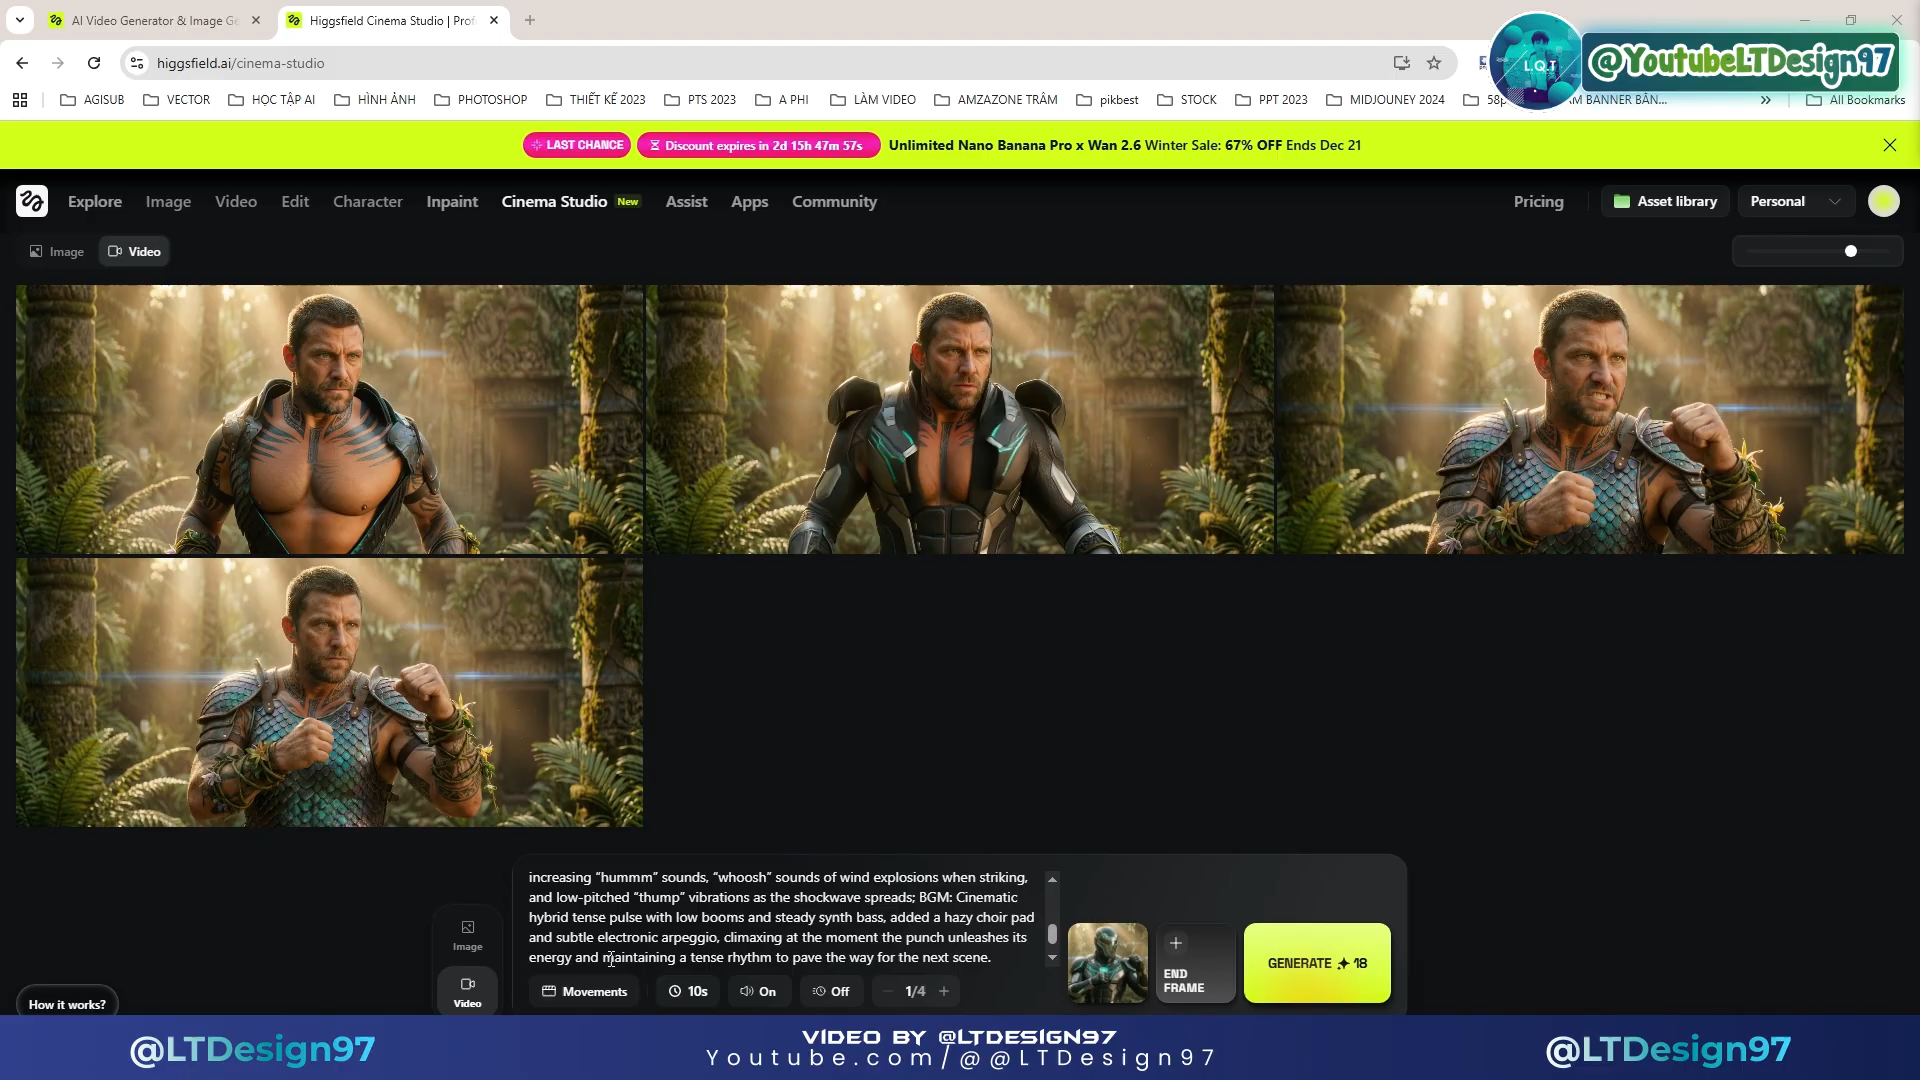 AI Video Generator & Image Ge
Higgsfield Cinema Studio | Prof
higgsfield.ai/cinema-studio
L.Q.T
@YoutubeLTDesign97
AGISUB
VECTOR
HỌC TẬP AI
HÌNH ẢNH
PHOTOSHOP
THIẾT KẾ 2023
PTS 2023
A PHI
LÀM VIDEO
AMZAZONE TRÂM
pikbest
STOCK
PPT 2023
MIDJOUNEY 2024
M BANNER BÁN...
All Bookmarks
LAST CHANCE
Discount expires in 2d 15h 47m 57s
Unlimited Nano Banana Pro x Wan 2.6 Winter Sale: 67% OFF Ends Dec 21
Explore
Image
Video
Edit
Character
Inpaint
Cinema Studio New
Assist
Apps
Community
Pricing
Asset library
Personal
Image
Video
increasing “hummm” sounds, “whoosh” sounds of wind explosions when striking,
and low-pitched “thump” vibrations as the shockwave spreads; BGM: Cinematic
hybrid tense pulse with low booms and steady synth bass, added a hazy choir pad
and subtle electronic arpeggio, climaxing at the moment the punch unleashes its
energy and maintaining a tense rhythm to pave the way for the next scene.
Image
Video
Movements
10s
On
Off
1/4
END
FRAME
GENERATE 18
How it works?
@LTDesign97
VIDEO BY @LTDESIGN97
Youtube.com/@@LTDesign97
@LTDesign97